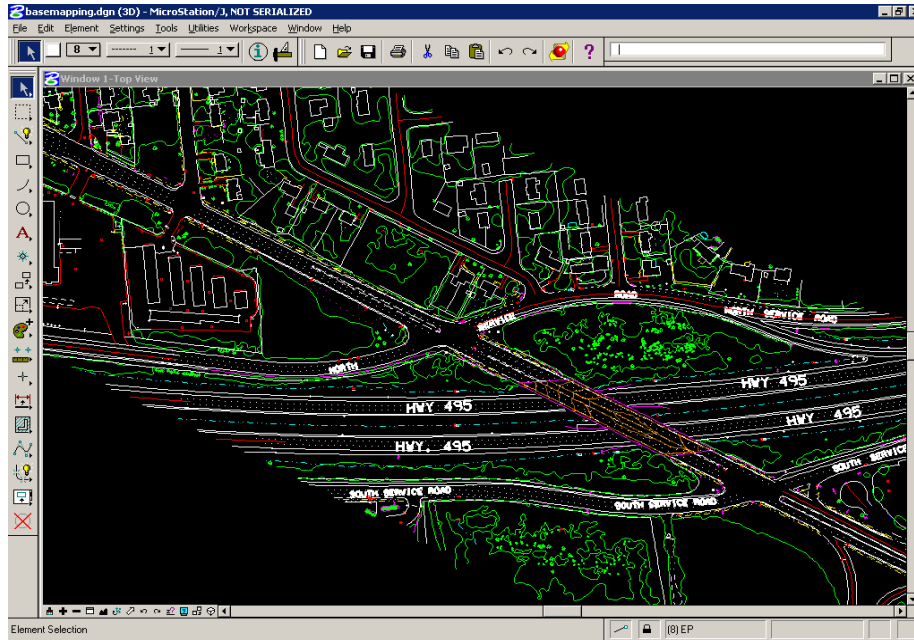 basemapping.dgn (3D) - MicroStation/J, NOT SERIALIZED
File Edit Element Settings Tools Utilities Workspace Window Help
8 1 1
Window 1-Top View
ROAD
SERVICE
NORTH SERVICE ROAD
NORTH
HWY 495
HWY 495
HWY 495
HWY. 495
SOUTH SERVICE
SOUTH SERVICE ROAD
SOUTH SERVICE ROAD
Element Selection
(8) EP